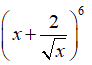 (x + 2/√x)^6